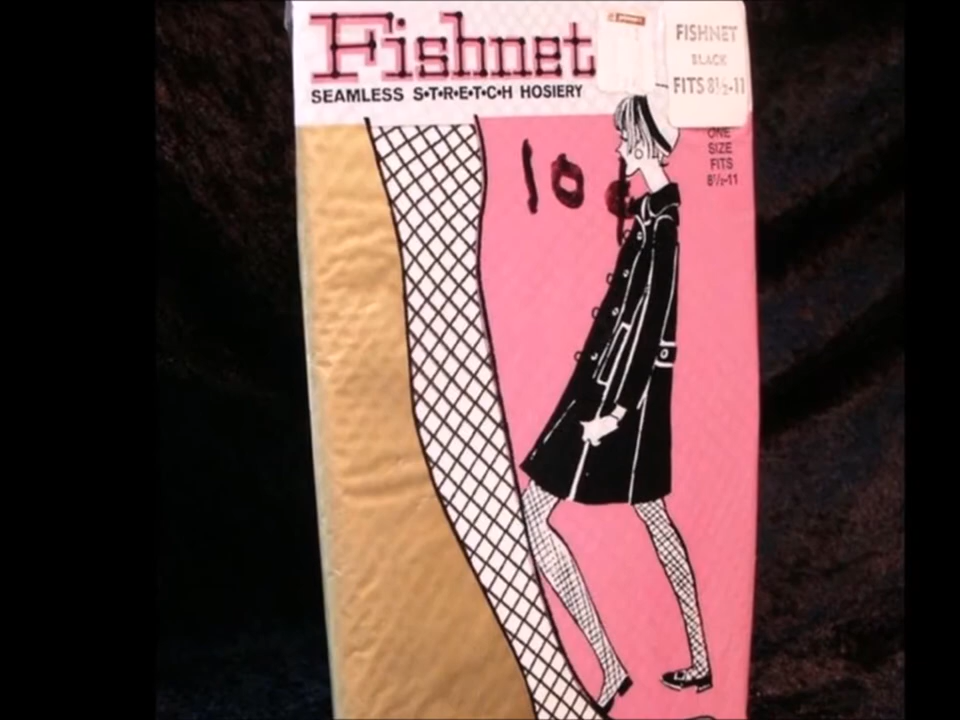 Fishnet
SEAMLESS S•T•R•E•T•C•H HOSIERY
FISHNET
BLACK
FITS 8½-11
ONE
SIZE
FITS
8½-11
10¢